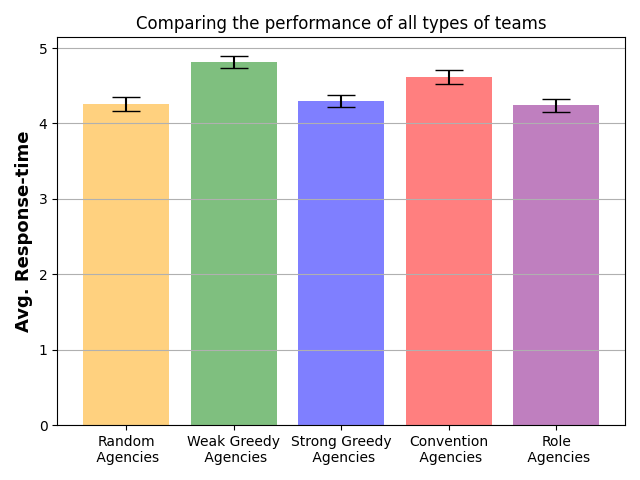 Comparing the performance of all types of teams
Avg. Response-time
5
4
3
2
1
0
Random Agencies
Weak Greedy Agencies
Strong Greedy Agencies
Convention Agencies
Role Agencies